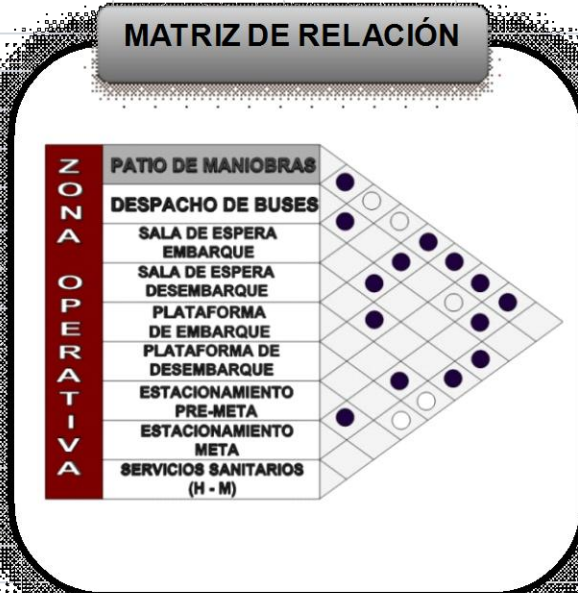 MATRIZ DE RELACIÓN
ZONA OPERATIVA
PATIO DE MANIOBRAS
DESPACHO DE BUSES
SALA DE ESPERA
EMBARQUE
SALA DE ESPERA
DESEMBARQUE
PLATAFORMA
DE EMBARQUE
PLATAFORMA DE
DESEMBARQUE
ESTACIONAMIENTO
PRE-META
ESTACIONAMIENTO
META
SERVICIOS SANITARIOS
(H - M)